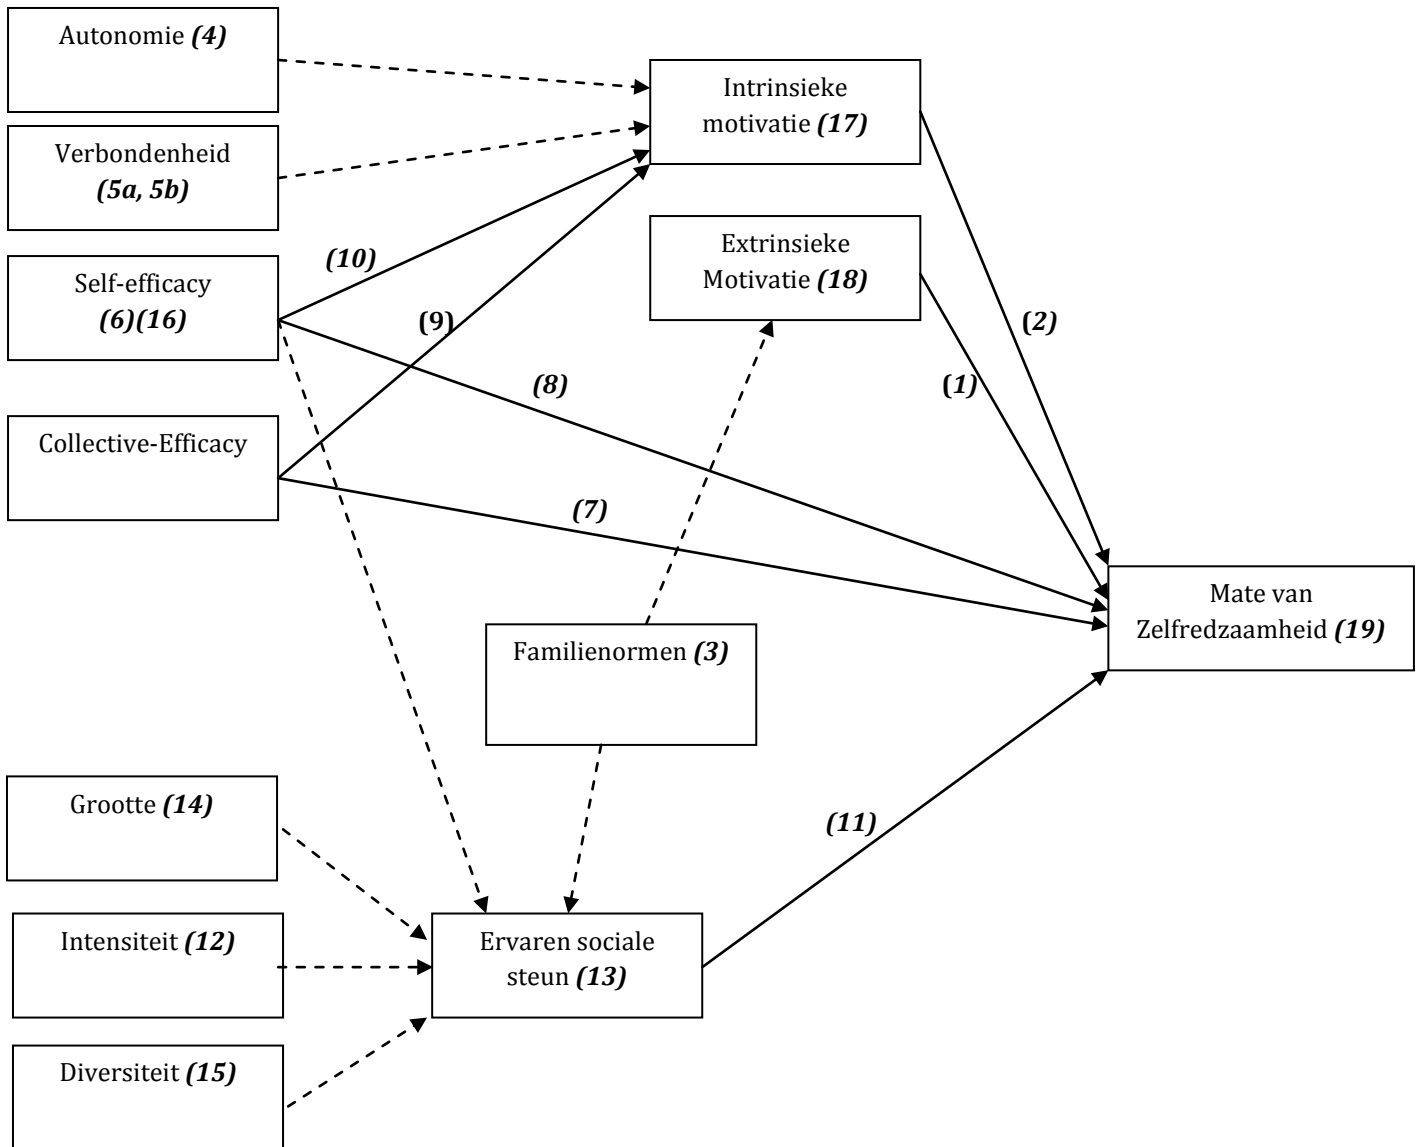 Autonomie (4)
Verbondenheid
(5a, 5b)
Self-efficacy
(6)(16)
Collective-Efficacy
Intrinsieke
motivatie (17)
Extrinsieke
Motivatie (18)
(10)
(9)
(8)
(7)
(2)
(1)
Mate van
Zelfredzaamheid (19)
Familienormen (3)
(11)
Grootte (14)
Intensiteit (12)
Diversiteit (15)
Ervaren sociale
steun (13)